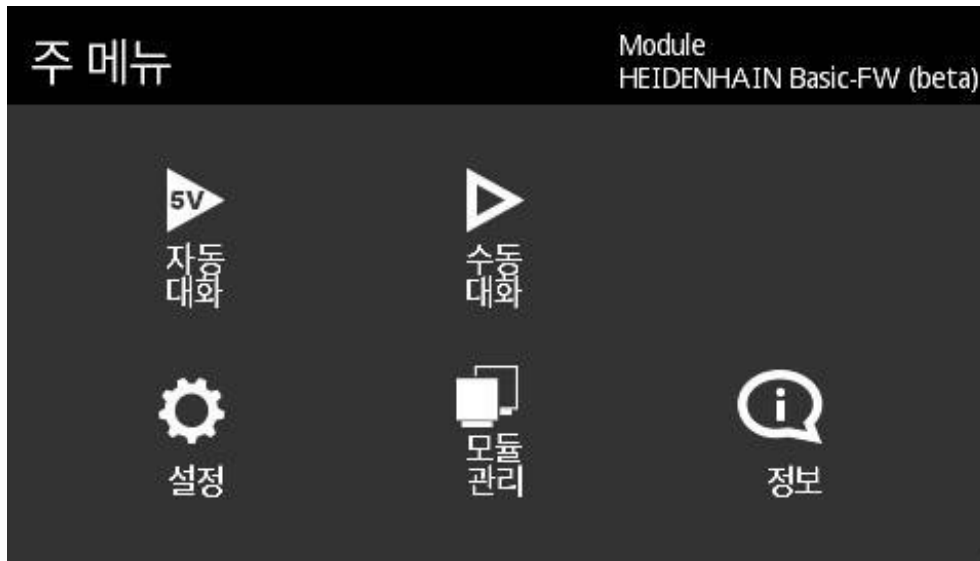 주 메뉴
Module
HEIDENHAIN Basic-FW (beta)
5V
자동
대화
수동
대화
설정
모듈
관리
i
정보